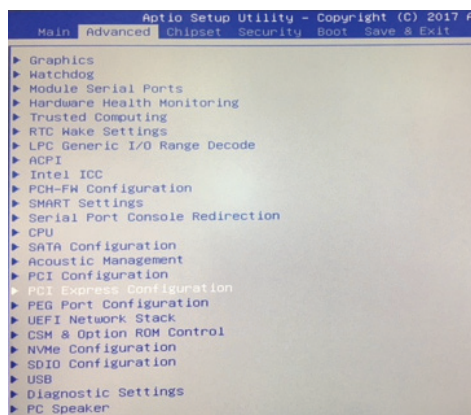 Aptio Setup Utility – Copyright (C) 2017 A
Main Advanced Chipset Security Boot Save & Exit
Graphics
Watchdog
Module Serial Ports
Hardware Health Monitoring
Trusted Computing
RTC Wake Settings
LPC Generic I/O Range Decode
ACPI
Intel ICC
PCH-FW Configuration
SMART Settings
Serial Port Console Redirection
CPU
SATA Configuration
Acoustic Management
PCI Configuration
PCI Express Configuration
PEG Port Configuration
UEFI Network Stack
CSM & Option ROM Control
NVMe Configuration
SDIO Configuration
USB
Diagnostic Settings
PC Speaker